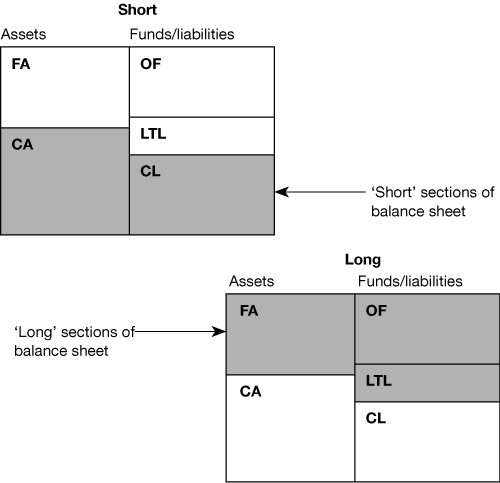 Short
Assets Funds/liabilities
FA OF
LTL
CA
CL
‘Short’ sections of
balance sheet
Long
Assets Funds/liabilities
FA OF
‘Long’ sections of
balance sheet
LTL
CA
CL